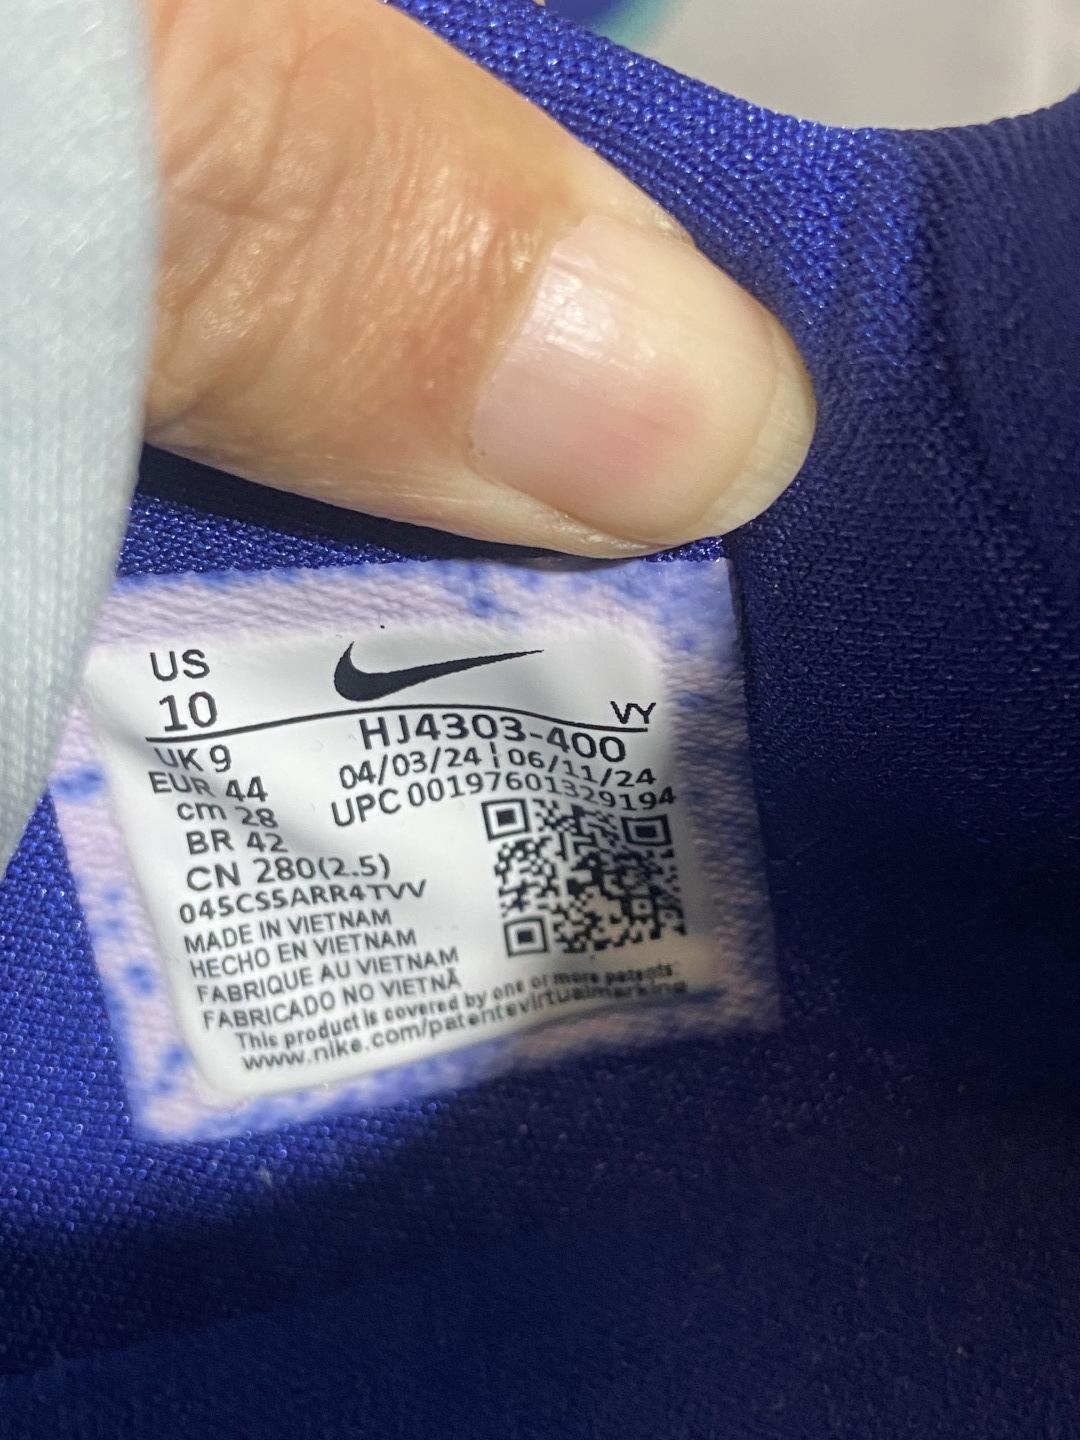 US
10
VY
HJ4303-400
UK 9
04/03/24 ¦ 06/11/24
EUR 44
UPC 00197601329194
cm 28
BR 42
CN 280(2.5)
045CS5ARR4TVV
MADE IN VIETNAM
HECHO EN VIETNAM
FABRIQUE AU VIETNAM
FABRICADO NO VIETNÃ
This product is covered by one or more patents
www.nike.com/patentsvirtualmarking